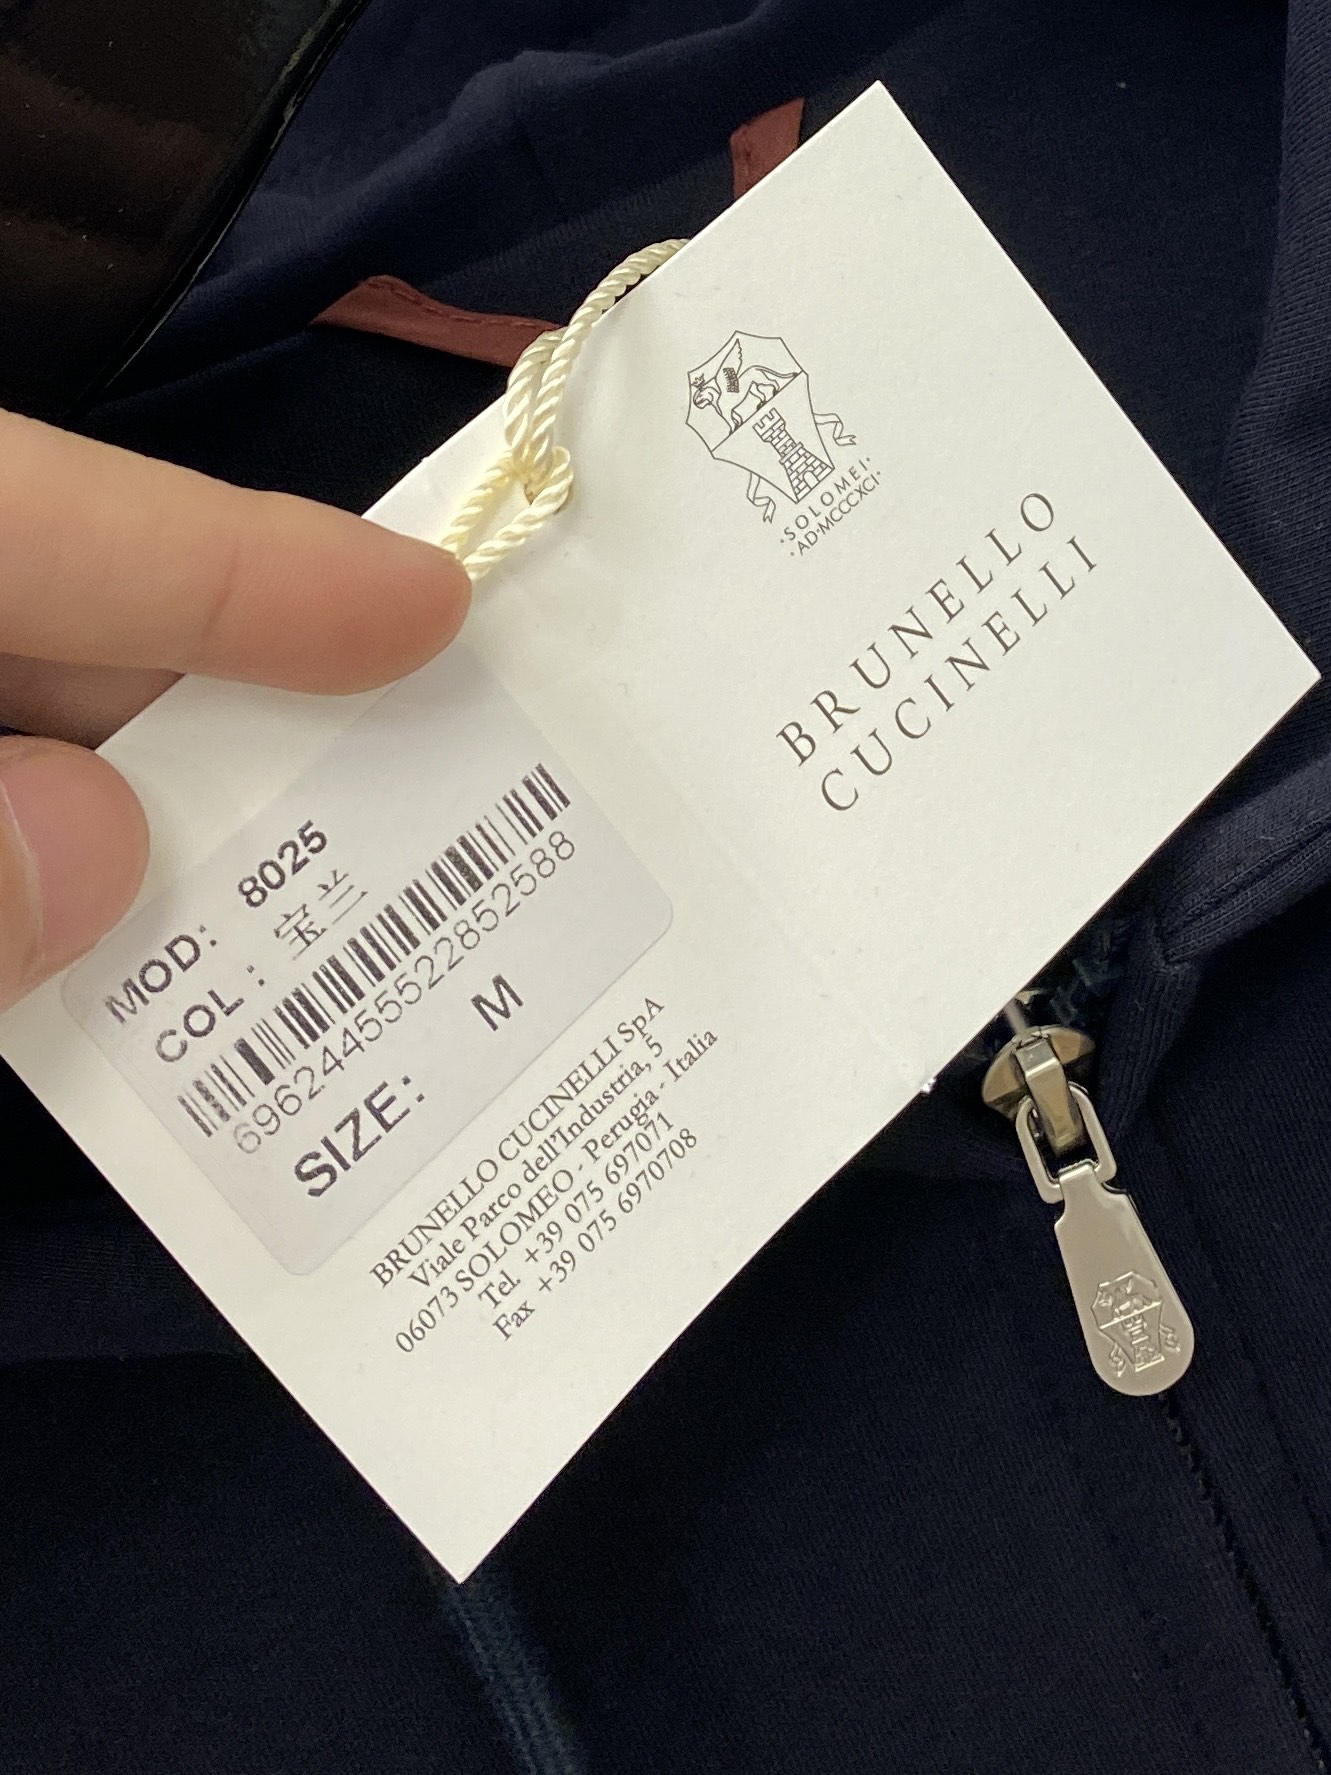 ·SOLOMEI·
·AD·MCCCXCI·
BRUNELLO
CUCINELLI
MOD: 8025
COL : 宝兰
69624455522852588
SIZE: M
BRUNELLO CUCINELLI SpA
Viale Parco dell'Industria, 5
06073 SOLOMEO - Perugia - Italia
Tel. +39 075 697071
Fax +39 075 6970708